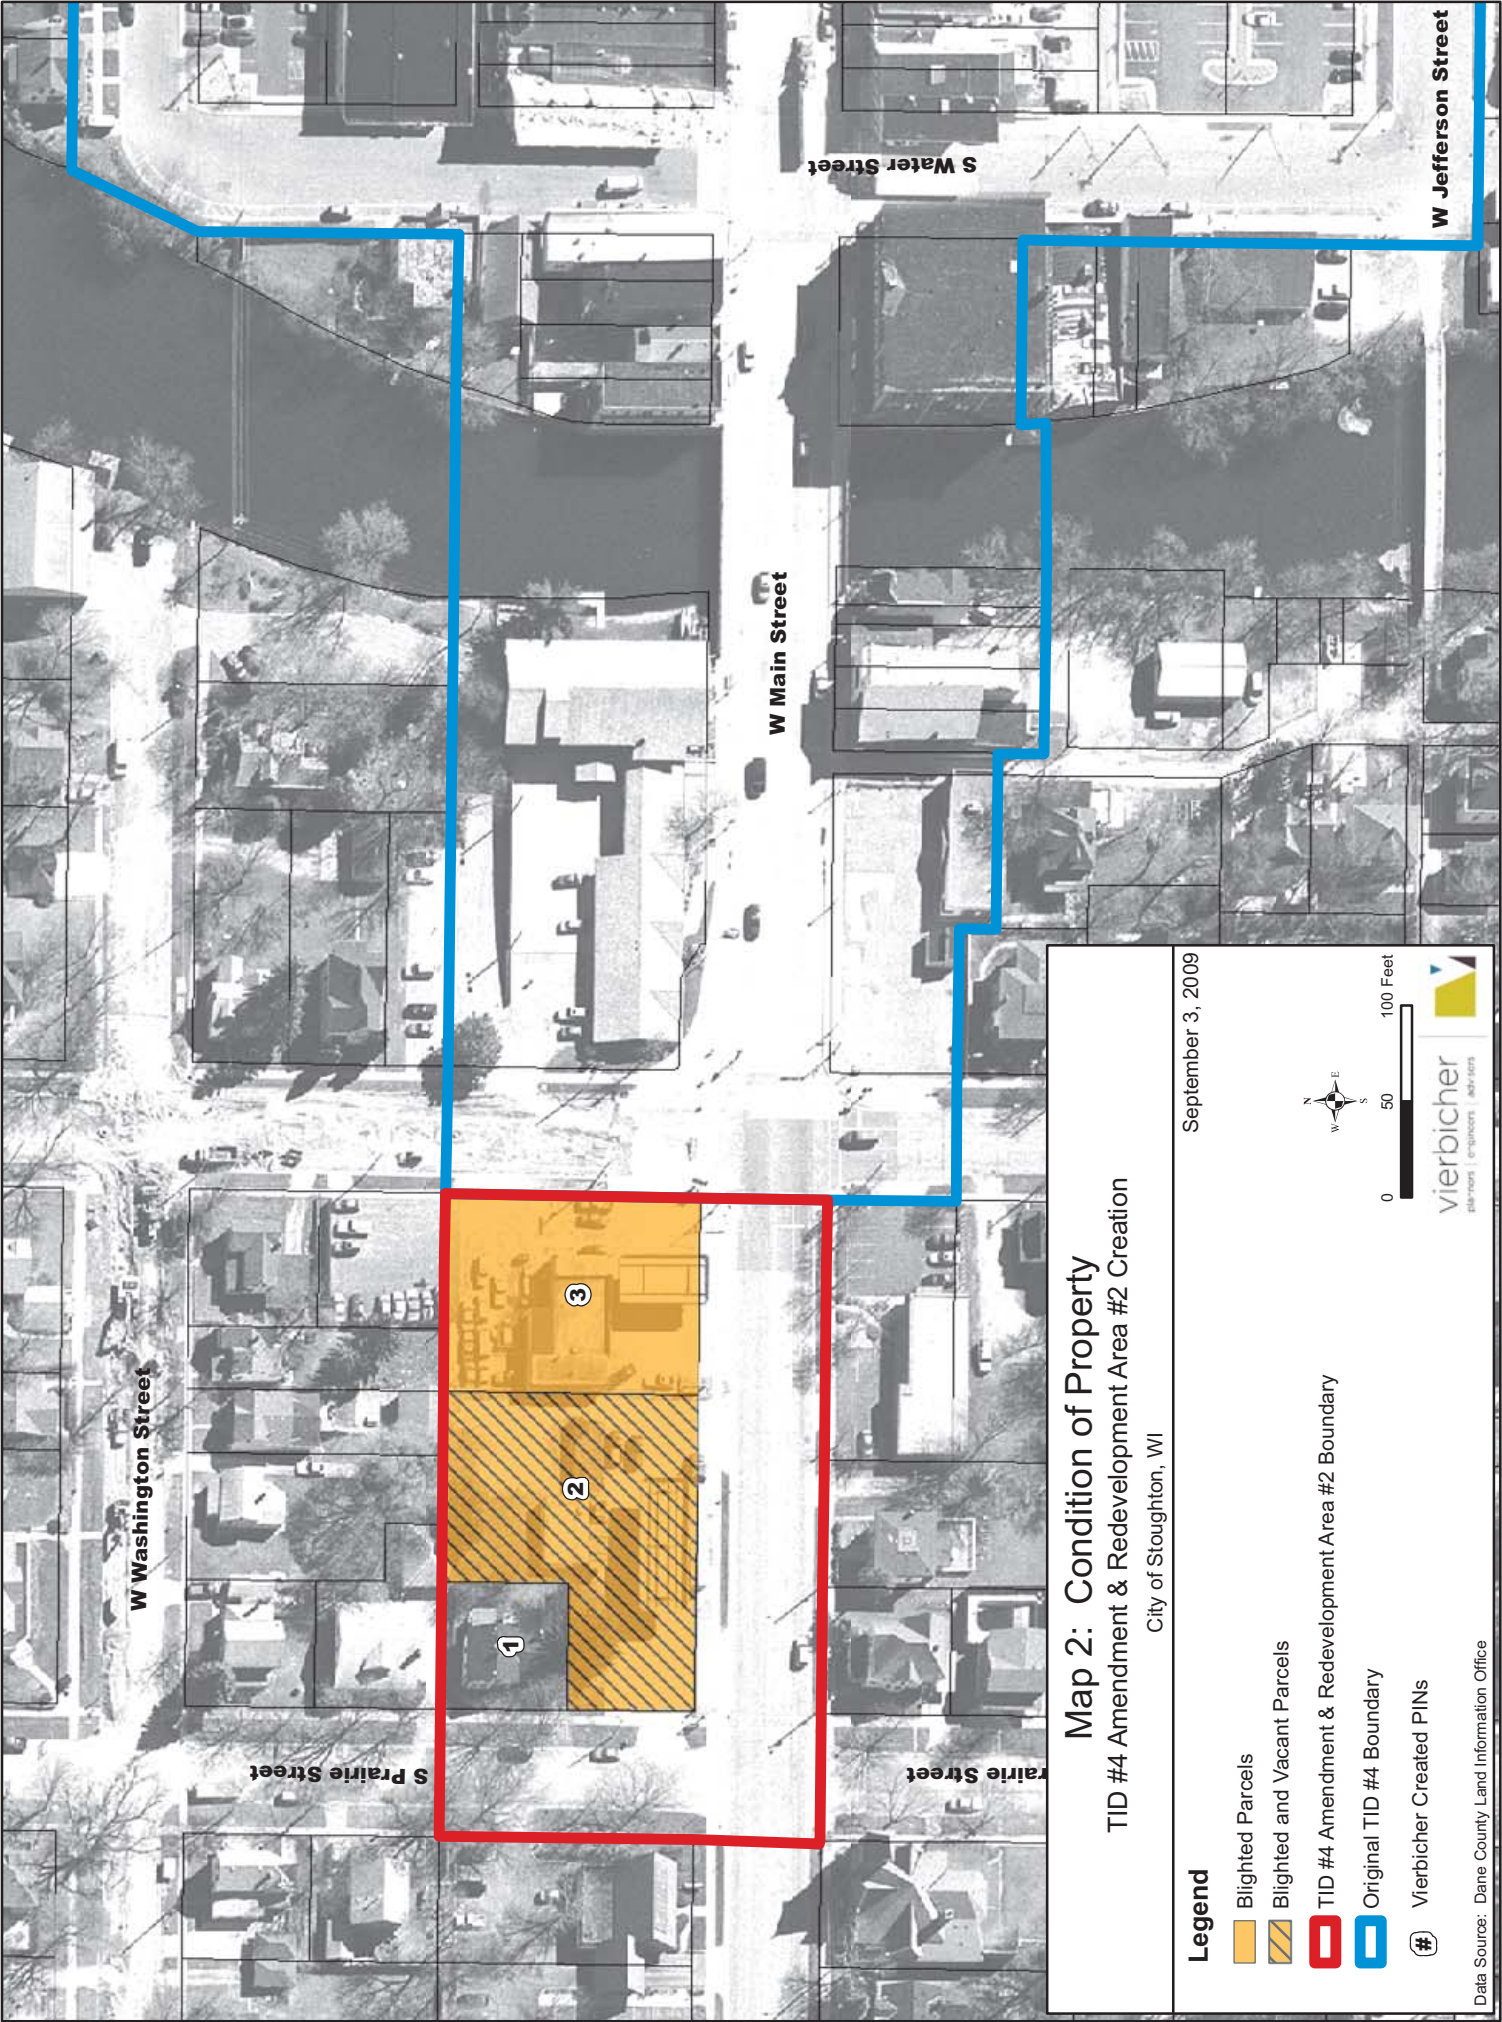 W Washington Street
S Prairie Street
W Main Street
S Water Street
W Jefferson Street
rairie Street
1
2
3
Map 2: Condition of Property
TID #4 Amendment & Redevelopment Area #2 Creation
City of Stoughton, WI
September 3, 2009
Legend
Blighted Parcels
Blighted and Vacant Parcels
TID #4 Amendment & Redevelopment Area #2 Boundary
Original TID #4 Boundary
# Vierbicher Created PINs
Data Source: Dane County Land Information Office
N
W E
S
0 50 100 Feet
vierbicher
planners | engineers | advisors